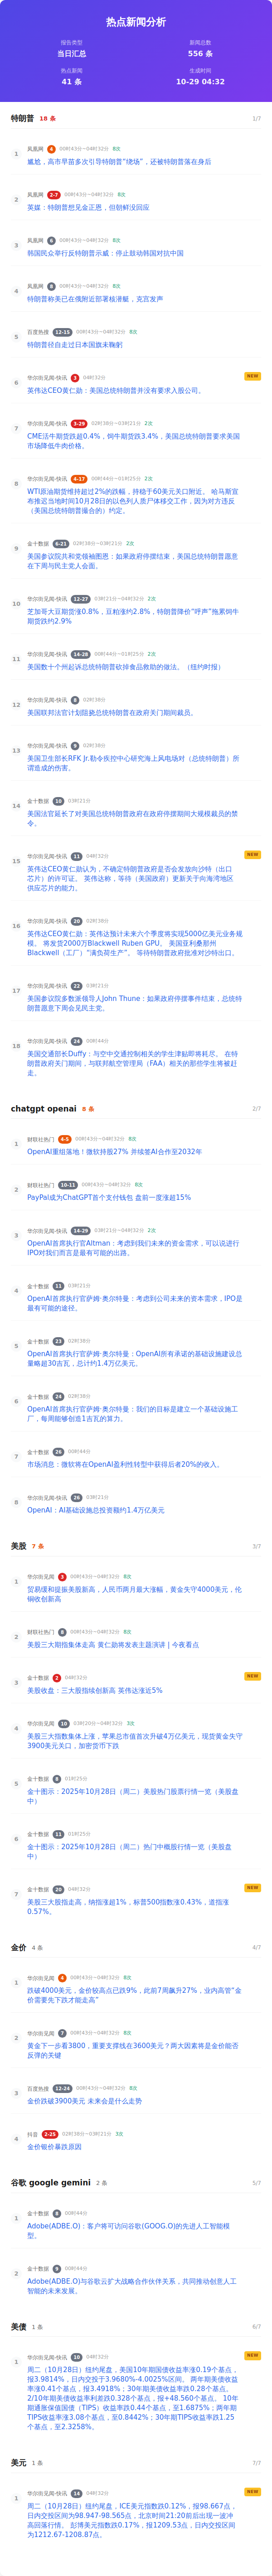 热点新闻分析
报告类型
新闻总数
当日汇总
556 条
热点新闻
生成时间
41 条
10-29 04:32
特朗普 18 条 1/7
1 凤凰网 4 00时43分~04时32分 8次
尴尬，高市早苗多次引导特朗普“绕场”，还被特朗普落在身后
2 凤凰网 2-7 00时43分~04时32分 8次
英媒：特朗普想见金正恩，但朝鲜没回应
3 凤凰网 6 00时43分~04时32分 8次
韩国民众举行反特朗普示威：停止鼓动韩国对抗中国
4 凤凰网 00时43分~04时32分 8次
特朗普称美已在俄附近部署核潜艇，克宫发声
5 百度热搜 12-15 00时43分~04时32分 8次
特朗普径自走过日本国旗未鞠躬
6 华尔街见闻-快讯 3 04时32分 NEW
英伟达CEO黄仁勋：美国总统特朗普并没有要求入股公司。
7 华尔街见闻-快讯 3-29 02时38分~03时21分 2次
CME活牛期货跌超0.4%，饲牛期货跌3.4%，美国总统特朗普要求美国
市场降低牛肉价格。
8 华尔街见闻-快讯 4-17 00时44分~01时25分 2次
WTI原油期货维持超过2%的跌幅，持稳于60美元关口附近。 哈马斯宣
布推迟当地时间10月28日的以色列人质尸体移交工作，因为对方违反
（美国总统特朗普撮合的）约定。
9 金十数据 6-21 02时38分~03时21分 2次
美国参议院共和党领袖图恩：如果政府停摆结束，美国总统特朗普愿意
在下周与民主党人会面。
10 华尔街见闻-快讯 12-27 03时21分~04时32分 2次
芝加哥大豆期货涨0.8%，豆粕涨约2.8%，特朗普降价“呼声”拖累饲牛
期货跌约2.9%
11 华尔街见闻-快讯 14-28 00时44分~01时25分 2次
美国数十个州起诉总统特朗普砍掉食品救助的做法。（纽约时报）
12 华尔街见闻-快讯 02时38分
美国联邦法官计划阻挠总统特朗普在政府关门期间裁员。
13 华尔街见闻-快讯 9 02时38分
美国卫生部长RFK Jr.勒令疾控中心研究海上风电场对（总统特朗普）所
谓造成的伤害。
14 金十数据 10 03时21分
美国法官延长了对美国总统特朗普政府在政府停摆期间大规模裁员的禁
令。
15 华尔街见闻-快讯 11 04时32分 NEW
英伟达CEO黄仁勋认为，不确定特朗普政府是否会发放向沙特（出口
芯片）的许可证。 英伟达称，等待（美国政府）更新关于向海湾地区
供应芯片的能力。
16 华尔街见闻-快讯 20 02时38分
英伟达CEO黄仁勋：英伟达预计未来六个季度将实现5000亿美元业务规
模。 将发货2000万Blackwell Ruben GPU。 美国亚利桑那州
Blackwell（工厂）“满负荷生产”。 等待特朗普政府批准对沙特出口。
17 华尔街见闻-快讯 22 03时21分
美国参议院多数派领导人John Thune：如果政府停摆事件结束，总统特
朗普愿意下周会见民主党。
18 华尔街见闻-快讯 24 00时44分
美国交通部长Duffy：与空中交通控制相关的学生津贴即将耗尽。 在特
朗普政府关门期间，与联邦航空管理局（FAA）相关的那些学生将被赶
走。
chatgpt openai 8 条 2/7
1 财联社热门 4-5 00时43分~04时32分 8次
OpenAI重组落地！微软持股27% 并续签AI合作至2032年
2 财联社热门 10-11 00时43分~04时32分 8次
PayPal成为ChatGPT首个支付钱包 盘前一度涨超15%
3 华尔街见闻-快讯 14-29 03时21分~04时32分 2次
OpenAI首席执行官Altman：考虑到我们未来的资金需求，可以说进行
IPO对我们而言是最有可能的出路。
4 金十数据 11 03时21分
OpenAI首席执行官萨姆·奥尔特曼：考虑到公司未来的资本需求，IPO是
最有可能的途径。
5 金十数据 23 02时38分
OpenAI首席执行官萨姆·奥尔特曼：OpenAI所有承诺的基础设施建设总
量略超30吉瓦，总计约1.4万亿美元。
6 金十数据 24 02时38分
OpenAI首席执行官萨姆·奥尔特曼：我们的目标是建立一个基础设施工
厂，每周能够创造1吉瓦的算力。
7 金十数据 26 00时44分
市场消息：微软将在OpenAI盈利性转型中获得后者20%的收入。
8 华尔街见闻-快讯 26 03时21分
OpenAI：AI基础设施总投资额约1.4万亿美元
美股 7 条 3/7
1 华尔街见闻 3 00时43分~04时32分 8次
贸易缓和提振美股新高，人民币两月最大涨幅，黄金失守4000美元，伦
铜收创新高
2 财联社热门 00时43分~04时32分 8次
美股三大期指集体走高 黄仁勋将发表主题演讲 | 今夜看点
3 金十数据 2 04时32分 NEW
美股收盘：三大股指续创新高 英伟达涨近5%
4 华尔街见闻 10 03时20分~04时32分 3次
美股三大指数集体上涨，苹果总市值首次升破4万亿美元，现货黄金失守
3900美元关口，加密货币下跌
5 金十数据 01时25分
金十图示：2025年10月28日（周二）美股热门股票行情一览（美股盘
中）
6 金十数据 11 01时25分
金十图示：2025年10月28日（周二）热门中概股行情一览（美股盘
中）
7 金十数据 20 04时32分 NEW
美股三大股指走高，纳指涨超1%，标普500指数涨0.43%，道指涨
0.57%。
金价 4 条 4/7
1 华尔街见闻 4 00时43分~04时32分 8次
跌破4000美元，金价较高点已跌9%，此前7周飙升27%，业内高管“金
价需要先下跌才能走高”
2 华尔街见闻 7 00时43分~04时32分 8次
黄金下一步看3800，重要支撑线在3600美元？两大因素将是金价能否
反弹的关键
3 百度热搜 12-24 00时43分~04时32分 8次
金价跌破3900美元 未来会是什么走势
4 抖音 2-25 02时38分~03时21分 3次
金价银价暴跌原因
谷歌 google gemini 2 条 5/7
1 金十数据 00时44分
Adobe(ADBE.O)：客户将可访问谷歌(GOOG.O)的先进人工智能模
型。
2 金十数据 00时44分
Adobe(ADBE.O)与谷歌云扩大战略合作伙伴关系，共同推动创意人工
智能的未来发展。
美债 1 条 6/7
1 华尔街见闻-快讯 10 04时32分 NEW
周二（10月28日）纽约尾盘，美国10年期国债收益率涨0.19个基点，
报3.9814%，日内交投于3.9680%-4.0025%区间。 两年期美债收益
率涨0.41个基点，报3.4918%；30年期美债收益率跌0.28个基点。
2/10年期美债收益率利差跌0.328个基点，报+48.560个基点。 10年
期通胀保值国债（TIPS）收益率跌0.44个基点，至1.6875%；两年期
TIPS收益率涨3.08个基点，至0.8442%；30年期TIPS收益率跌1.25
个基点，至2.3258%。
美元 1 条 7/7
1 华尔街见闻-快讯 14 04时32分 NEW
周二（10月28日）纽约尾盘，ICE美元指数跌0.12%，报98.667点，
日内交投区间为98.947-98.565点，北京时间21:20前后出现一波冲
高回落行情。 彭博美元指数跌0.17%，报1209.53点，日内交投区间
为1212.67-1208.87点。